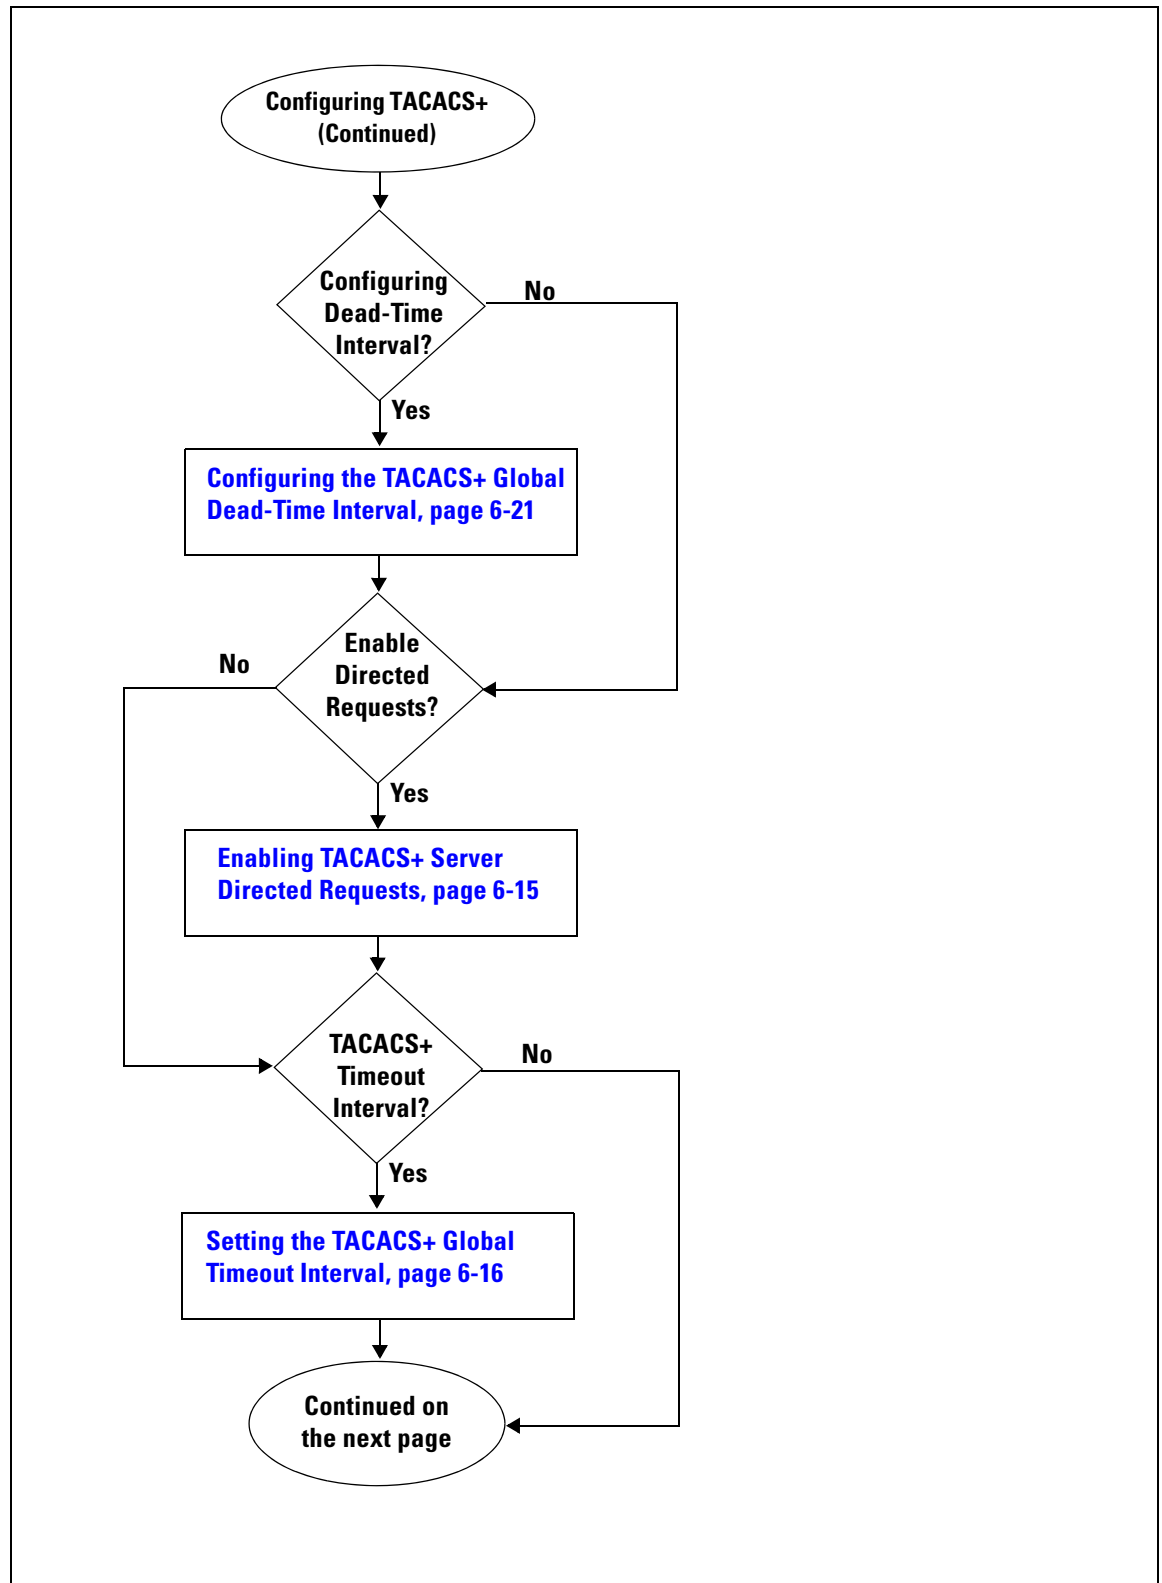 Configuring TACACS+
(Continued)
Configuring
Dead-Time
Interval?
No
Yes
Configuring the TACACS+ Global
Dead-Time Interval, page 6-21
Enable
Directed
Requests?
No
Yes
Enabling TACACS+ Server
Directed Requests, page 6-15
TACACS+
Timeout
Interval?
No
Yes
Setting the TACACS+ Global
Timeout Interval, page 6-16
Continued on
the next page